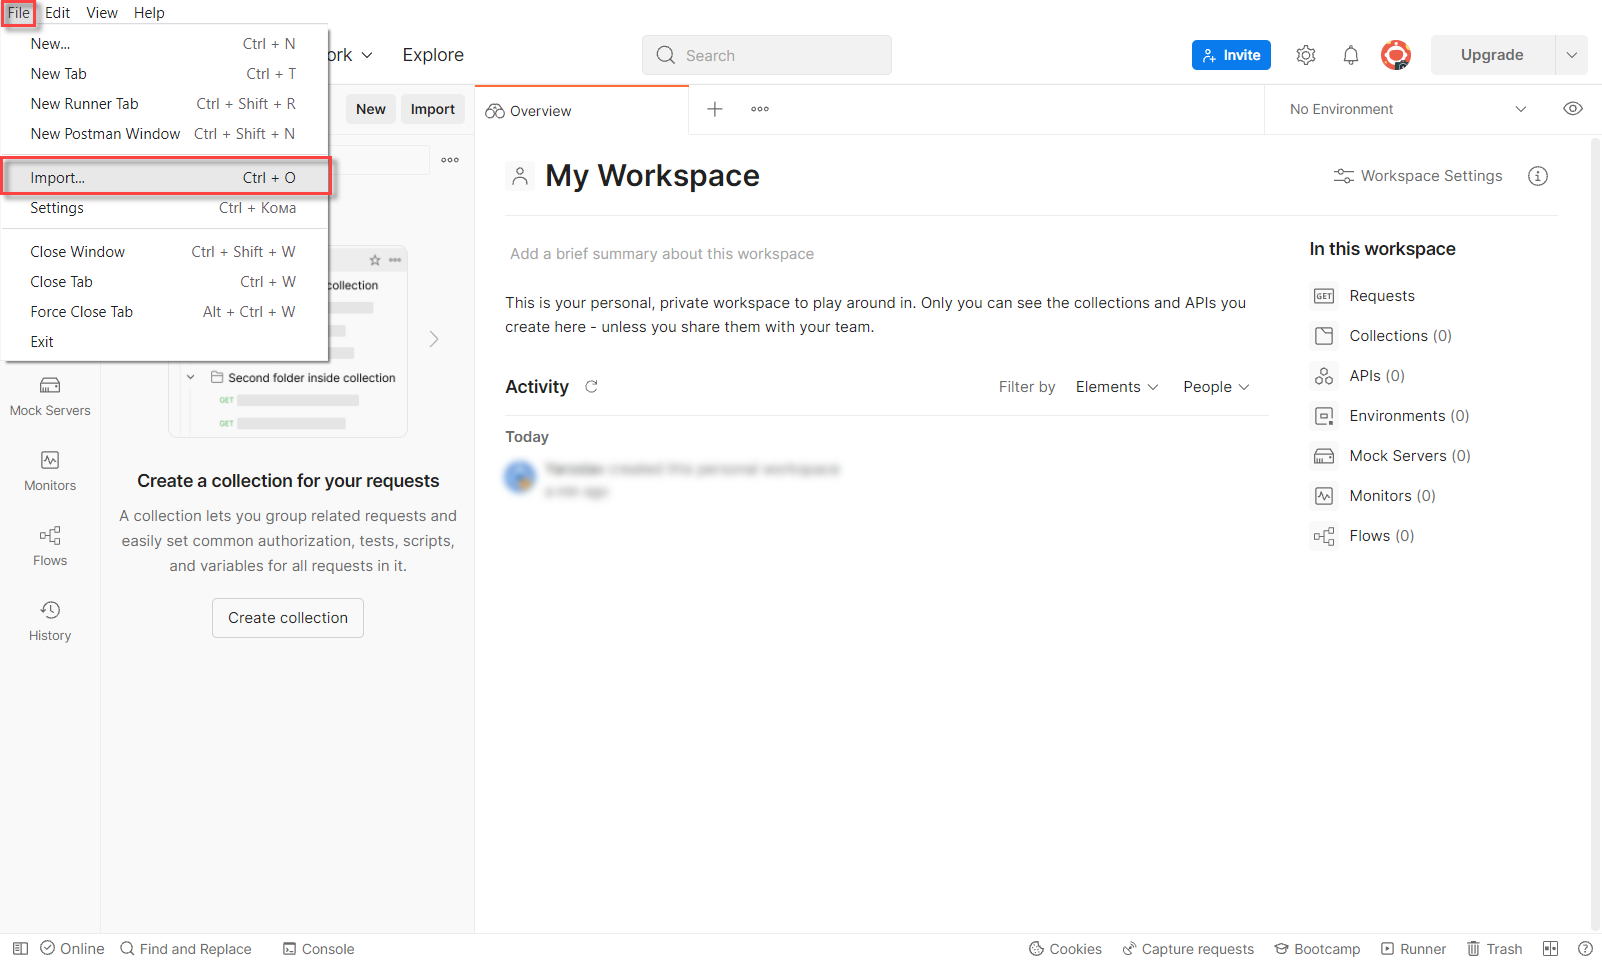 File Edit View Help
New... Ctrl + N
New Tab Ctrl + T
New Runner Tab Ctrl + Shift + R
New Postman Window Ctrl + Shift + N
Import... Ctrl + O
Settings Ctrl + Кома
Close Window Ctrl + Shift + W
Close Tab Ctrl + W
Force Close Tab Alt + Ctrl + W
Exit
ork Explore
Search
Invite
Upgrade
New Import
Overview
No Environment
My Workspace
Workspace Settings
Add a brief summary about this workspace
This is your personal, private workspace to play around in. Only you can see the collections and APIs you
create here - unless you share them with your team.
Activity
Filter by Elements People
Today
In this workspace
GET Requests
Collections (0)
APIs (0)
Environments (0)
Mock Servers (0)
Monitors (0)
Flows (0)
ollection
Second folder inside collection
GET
GET
Mock Servers
Monitors
Flows
History
Create a collection for your requests
A collection lets you group related requests and
easily set common authorization, tests, scripts,
and variables for all requests in it.
Create collection
Online Find and Replace Console
Cookies Capture requests Bootcamp Runner Trash